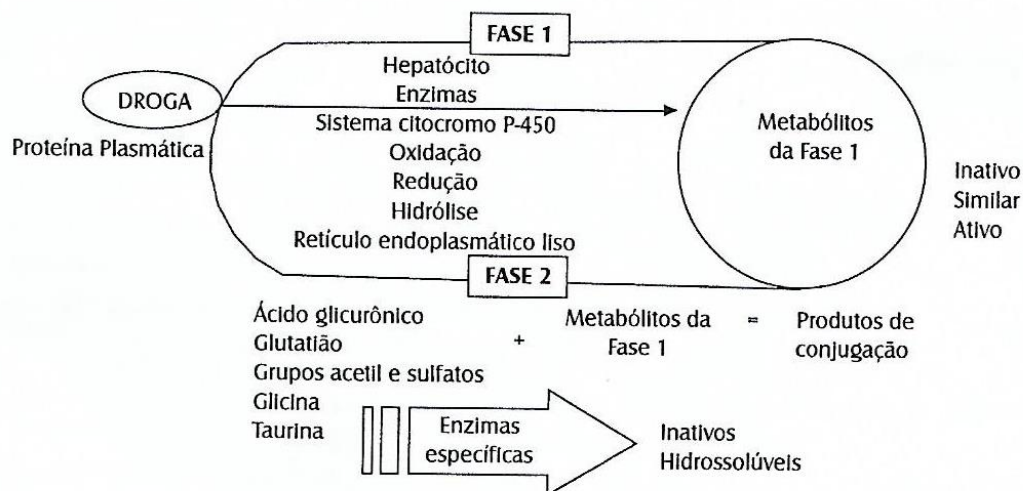 FASE 1
Hepatócito
Enzimas
DROGA
Sistema citocromo P-450
Proteína Plasmática
Oxidação
Redução
Hidrólise
Retículo endoplasmático liso
Metabólitos
da Fase 1
Inativo
Similar
Ativo
FASE 2
Ácido glicurônico
Glutatião
Grupos acetil e sulfatos
Glicina
Taurina
+
Metabólitos da
Fase 1
=
Produtos de
conjugação
Enzimas
específicas
Inativos
Hidrossolúveis